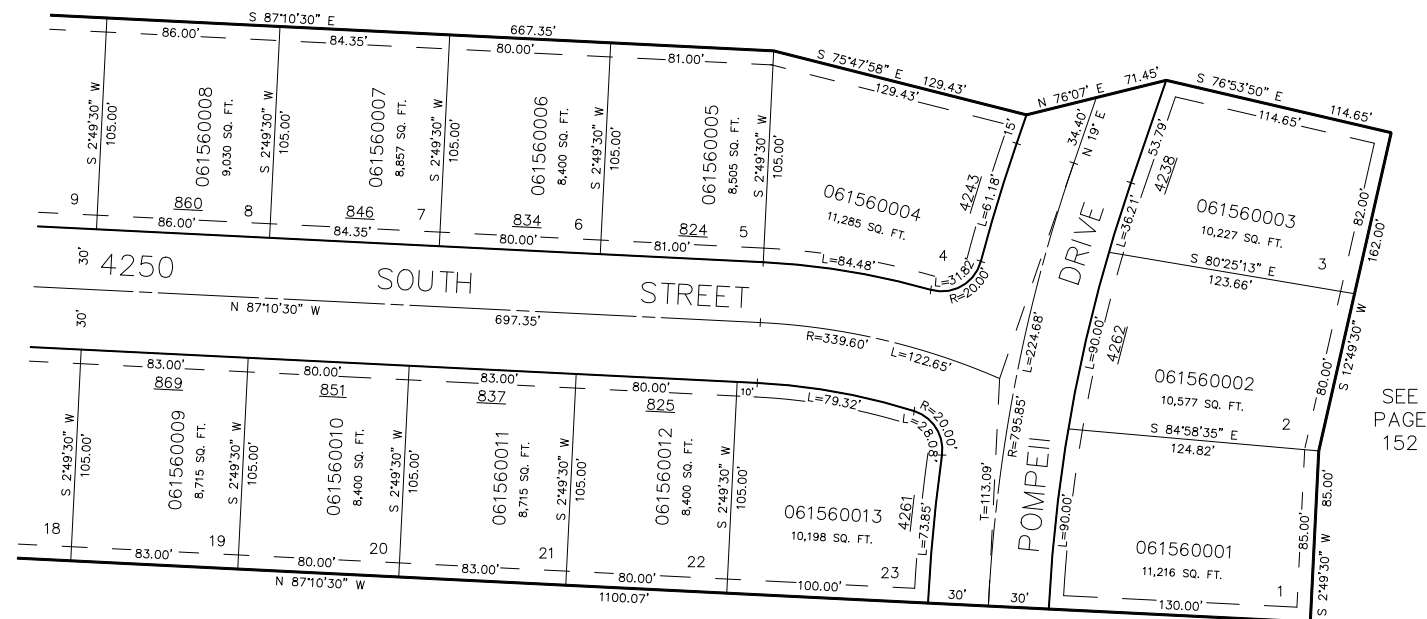 S 87°10'30" E
667.35'
86.00'
84.35'
80.00'
81.00'
S 75°47'58" E
129.43'
129.43'
N 76°07' E
71.45'
S 76°53'50" E
114.65'
114.65'
S 2°49'30" W
105.00'
061560008
9,030 SQ. FT.
S 2°49'30" W
105.00'
061560007
8,857 SQ. FT.
S 2°49'30" W
105.00'
061560006
8,400 SQ. FT.
S 2°49'30" W
105.00'
061560005
8,505 SQ. FT.
S 2°49'30" W
105.00'
061560004
11,285 SQ. FT.
4
15'
L=61.18'
4243
34.40'
N 19° E
53.79'
4238
L=36.21'
061560003
10,227 SQ. FT.
3
82.00'
162.00'
S 12°49'30" W
9
860
8
86.00'
846
7
84.35'
834
6
80.00'
824
5
81.00'
L=84.48'
L=31.82'
R=20.00'
S 80°25'13" E
123.66'
30'
4250 SOUTH STREET
POMPEII DRIVE
30'
N 87°10'30" W
697.35'
R=339.60'
L=122.65'
L=224.68'
R=795.85'
T=113.09'
L=90.00'
4262
061560002
10,577 SQ. FT.
2
80.00'
SEE
PAGE
152
S 84°58'35" E
124.82'
83.00'
869
80.00'
851
83.00'
837
80.00'
825
10'
L=79.32'
R=20.00'
L=28.08'
S 2°49'30" W
105.00'
061560009
8,715 SQ. FT.
S 2°49'30" W
105.00'
061560010
8,400 SQ. FT.
S 2°49'30" W
105.00'
061560011
8,715 SQ. FT.
S 2°49'30" W
105.00'
061560012
8,400 SQ. FT.
S 2°49'30" W
105.00'
061560013
10,198 SQ. FT.
4261
L=73.85'
L=90.00'
061560001
11,216 SQ. FT.
1
85.00'
85.00'
S 2°49'30" W
18
83.00'
19
80.00'
20
83.00'
21
80.00'
22
100.00'
23
30'
30'
130.00'
N 87°10'30" W
1100.07'